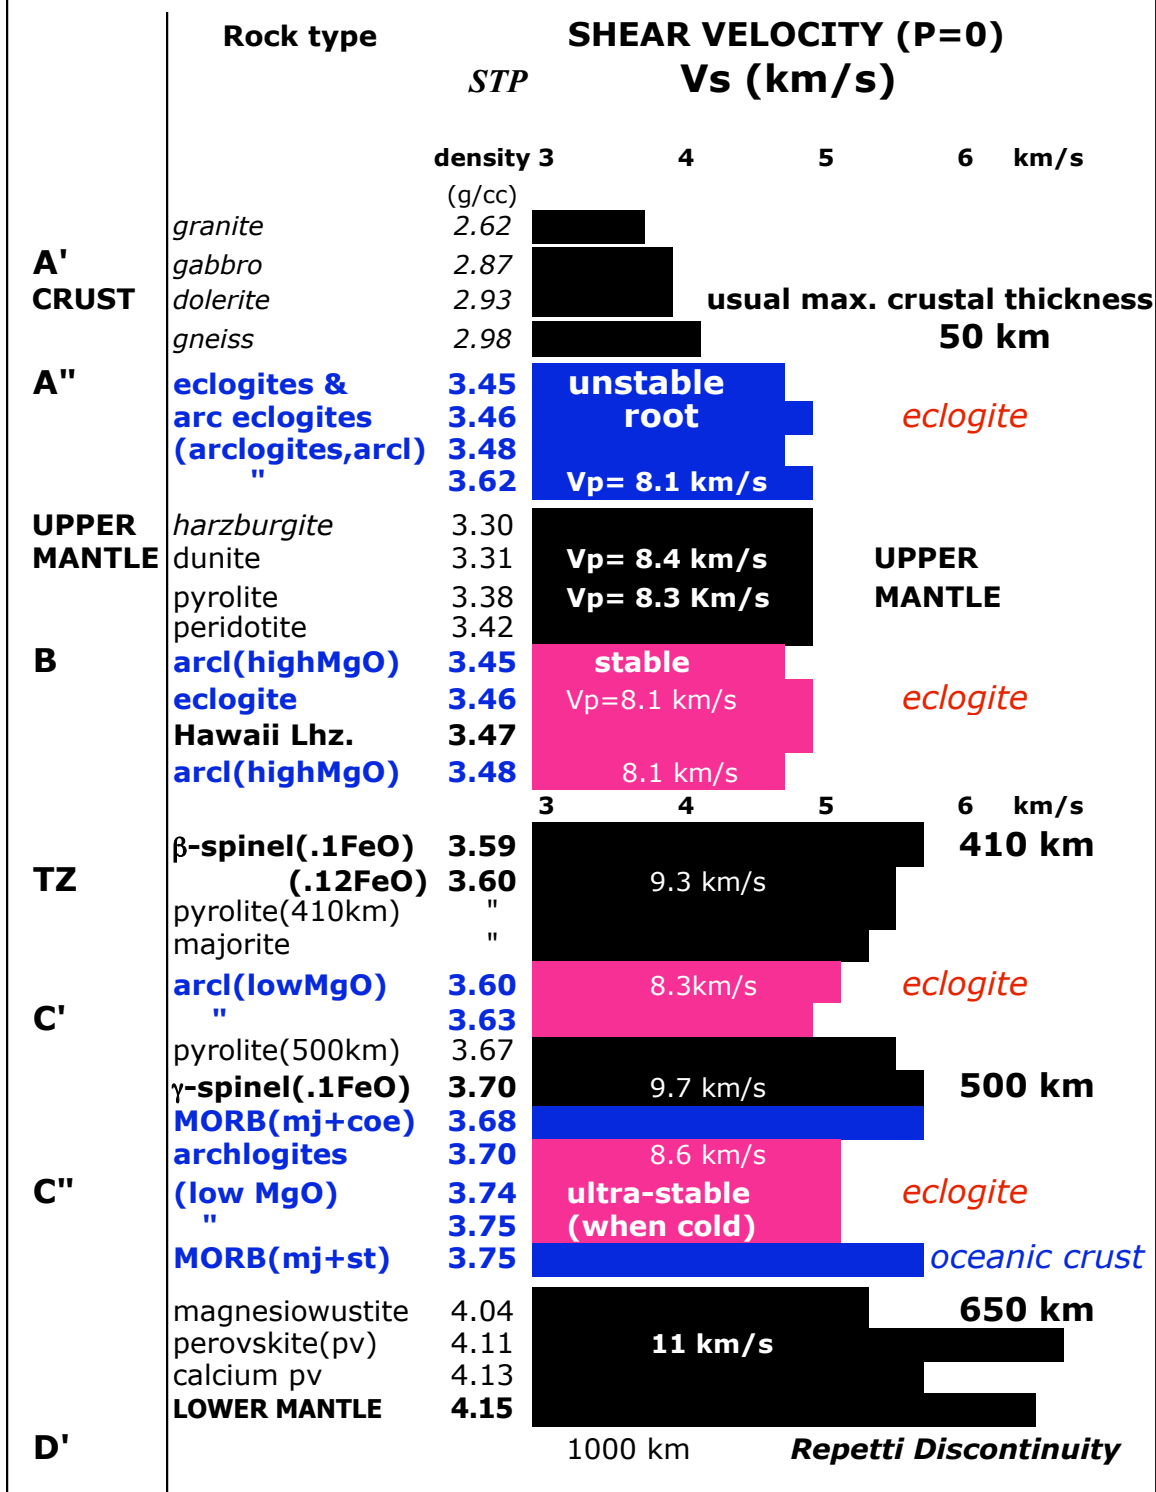 Rock type SHEAR VELOCITY (P=0)
STP Vs (km/s)
density 3 4 5 6 km/s
(g/cc)
granite 2.62
A' gabbro 2.87
CRUST dolerite 2.93 usual max. crustal thickness
gneiss 2.98 50 km
A" eclogites & 3.45 unstable
arc eclogites 3.46 root eclogite
(arclogites,arcl) 3.48
" 3.62 Vp= 8.1 km/s
UPPER harzburgite 3.30
MANTLE dunite 3.31 Vp= 8.4 km/s UPPER
pyrolite 3.38 Vp= 8.3 Km/s MANTLE
peridotite 3.42
B arcl(highMgO) 3.45 stable
eclogite 3.46 Vp=8.1 km/s eclogite
Hawaii Lhz. 3.47
arcl(highMgO) 3.48 8.1 km/s
3 4 5 6 km/s
β-spinel(.1FeO) 3.59 410 km
TZ (.12FeO) 3.60 9.3 km/s
pyrolite(410km) "
majorite "
arcl(lowMgO) 3.60 8.3km/s eclogite
C' " 3.63
pyrolite(500km) 3.67
γ-spinel(.1FeO) 3.70 9.7 km/s 500 km
MORB(mj+coe) 3.68
archlogites 3.70 8.6 km/s
C" (low MgO) 3.74 ultra-stable eclogite
" 3.75 (when cold)
MORB(mj+st) 3.75 oceanic crust
magnesiowustite 4.04 650 km
perovskite(pv) 4.11 11 km/s
calcium pv 4.13
LOWER MANTLE 4.15
D' 1000 km Repetti Discontinuity